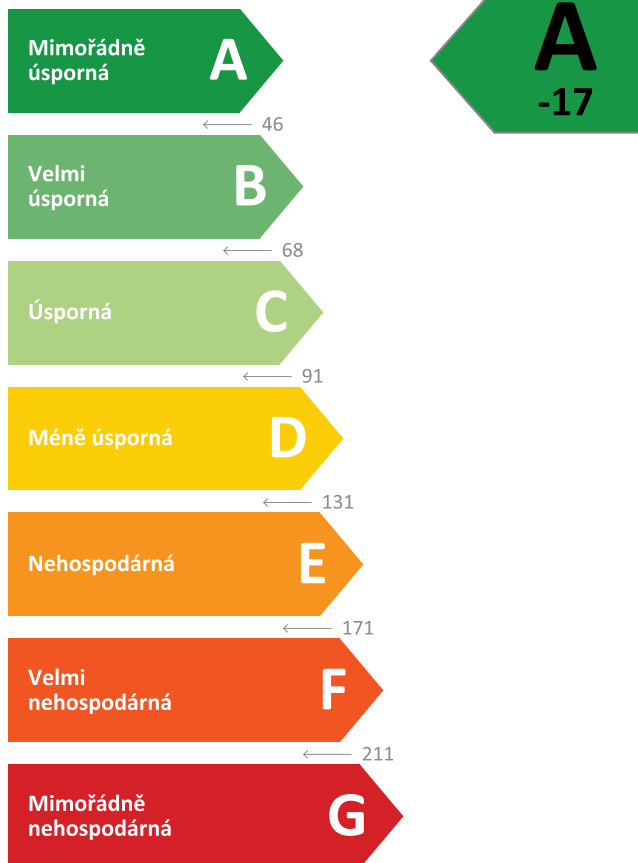 Mimořádně
úsporná
A
A
-17
46
Velmi
úsporná
B
68
Úsporná
C
91
Méně úsporná
D
131
Nehospodárná
E
171
Velmi
nehospodárná
F
211
Mimořádně
nehospodárná
G